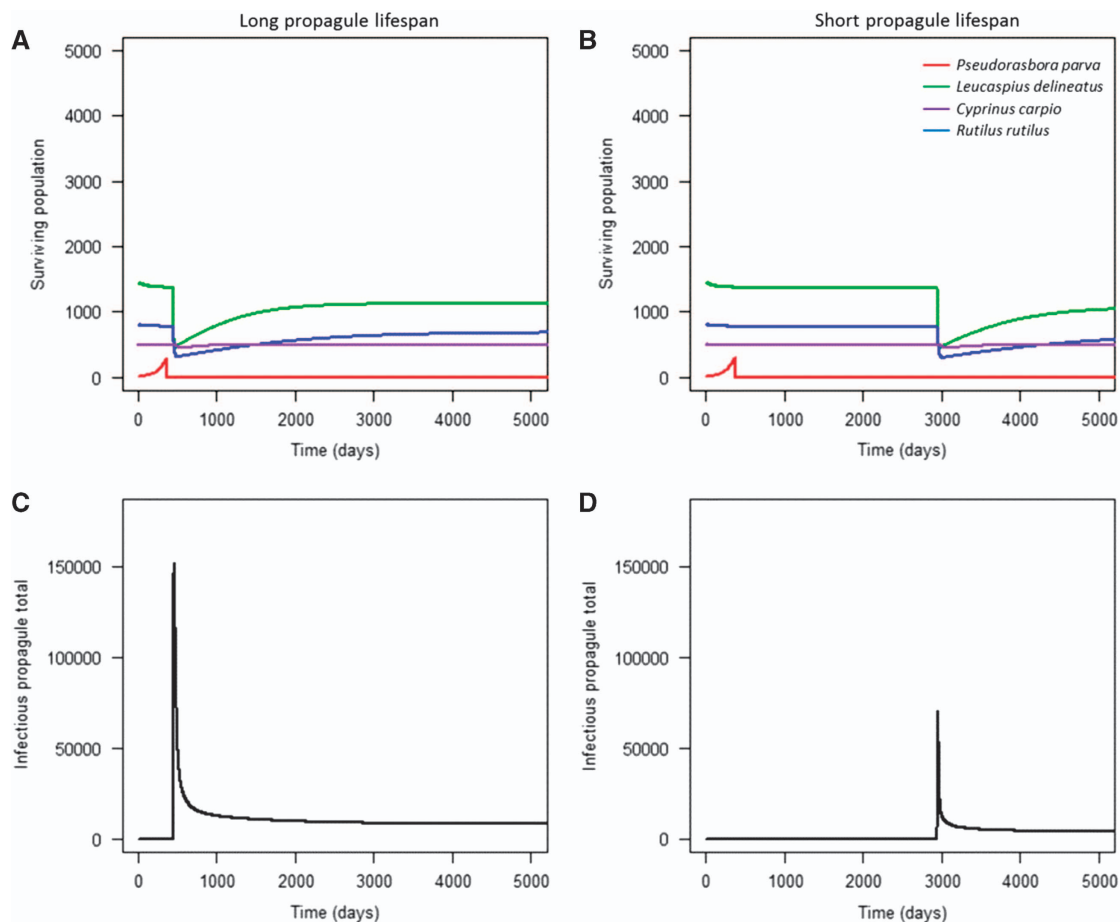 Long propagule lifespan
A
Surviving population
5000
4000
3000
2000
1000
0
0 1000 2000 3000 4000 5000
Time (days)
Short propagule lifespan
B
Surviving population
5000
4000
3000
2000
1000
0
Pseudorasbora parva
Leucaspius delineatus
Cyprinus carpio
Rutilus rutilus
0 1000 2000 3000 4000 5000
Time (days)
C
Infectious propagule total
150000
100000
50000
0
0 1000 2000 3000 4000 5000
Time (days)
D
Infectious propagule total
150000
100000
50000
0
0 1000 2000 3000 4000 5000
Time (days)